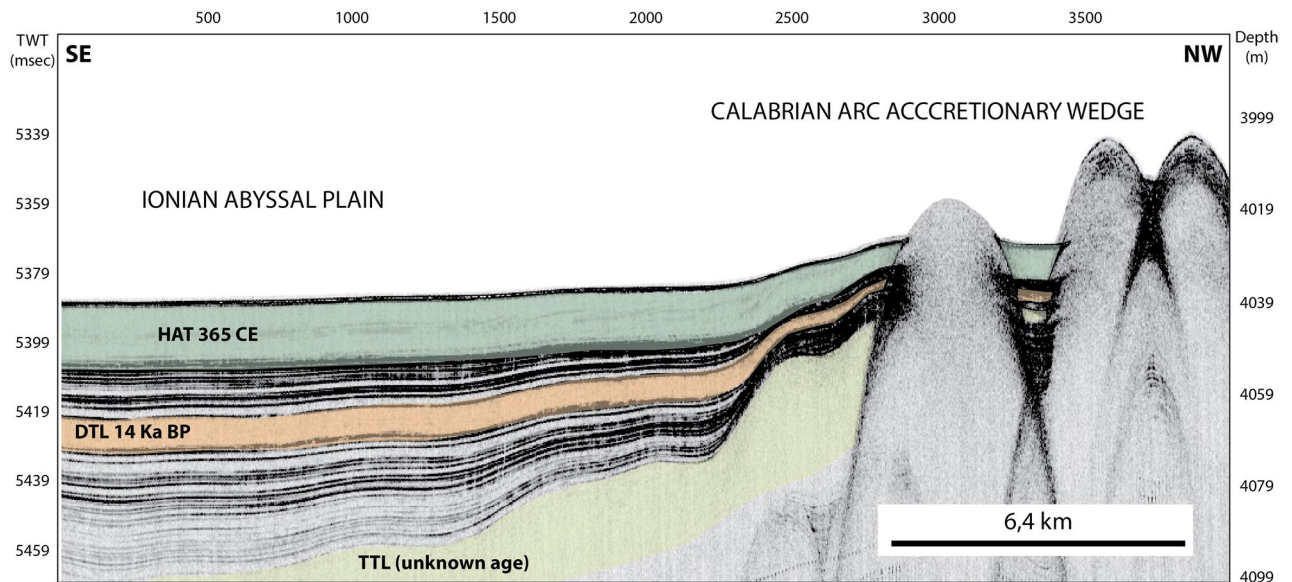 500 1000 1500 2000 2500 3000 3500
TWT
(msec)
SE
NW
Depth
(m)
CALABRIAN ARC ACCCRETIONARY WEDGE
3999
5339
IONIAN ABYSSAL PLAIN
5359
4019
5379
4039
HAT 365 CE
5399
4059
5419
DTL 14 Ka BP
5439
4079
6,4 km
5459
TTL (unknown age)
4099